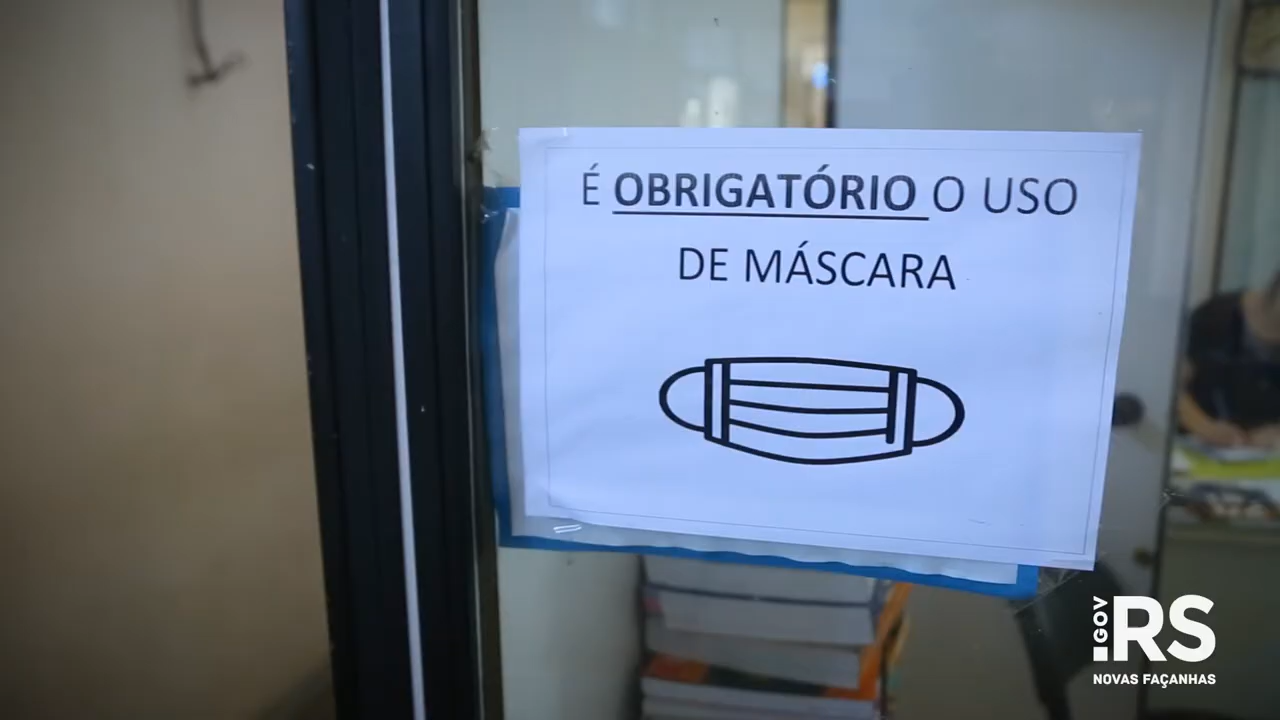 É OBRIGATÓRIO O USO
DE MÁSCARA
.GOV
RS
NOVAS FAÇANHAS